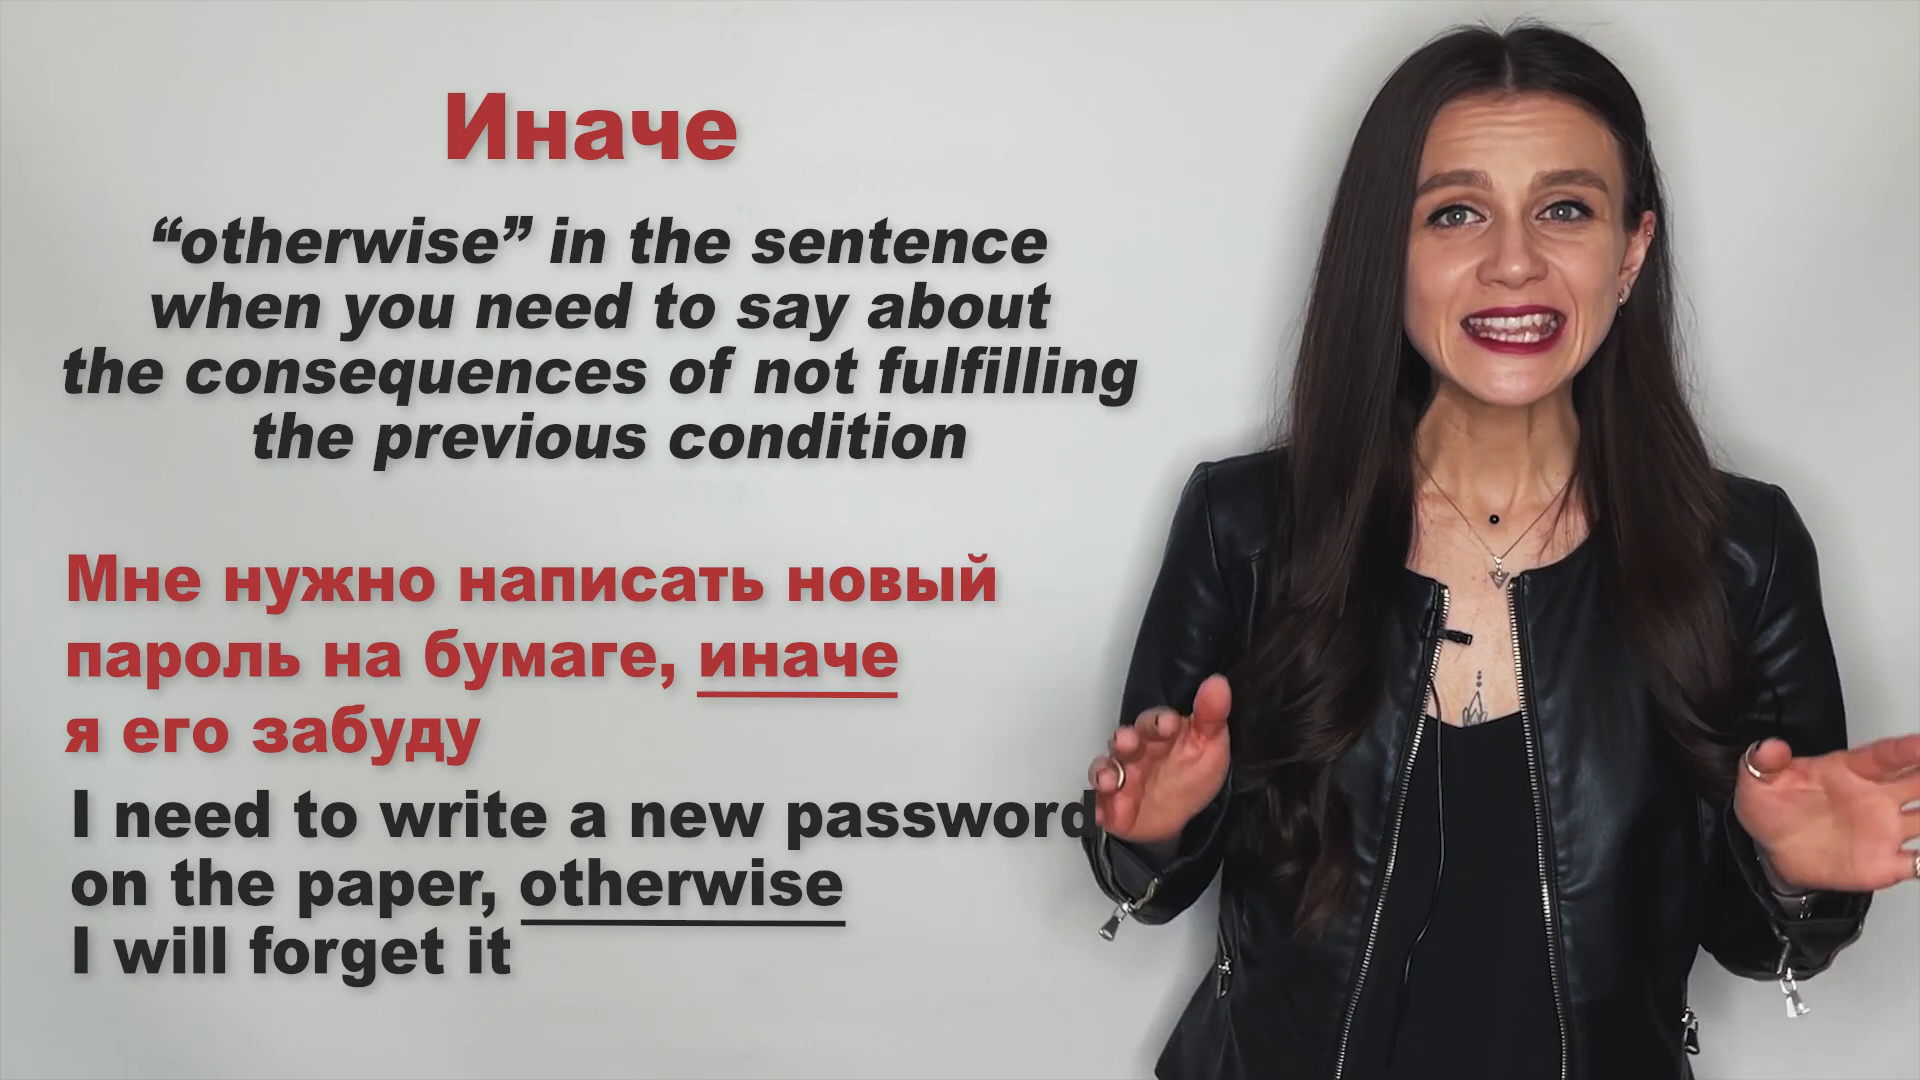 Иначе
“otherwise” in the sentence
when you need to say about
the consequences of not fulfilling
the previous condition
Мне нужно написать новый
пароль на бумаге, иначе
я его забуду
I need to write a new password
on the paper, otherwise
I will forget it